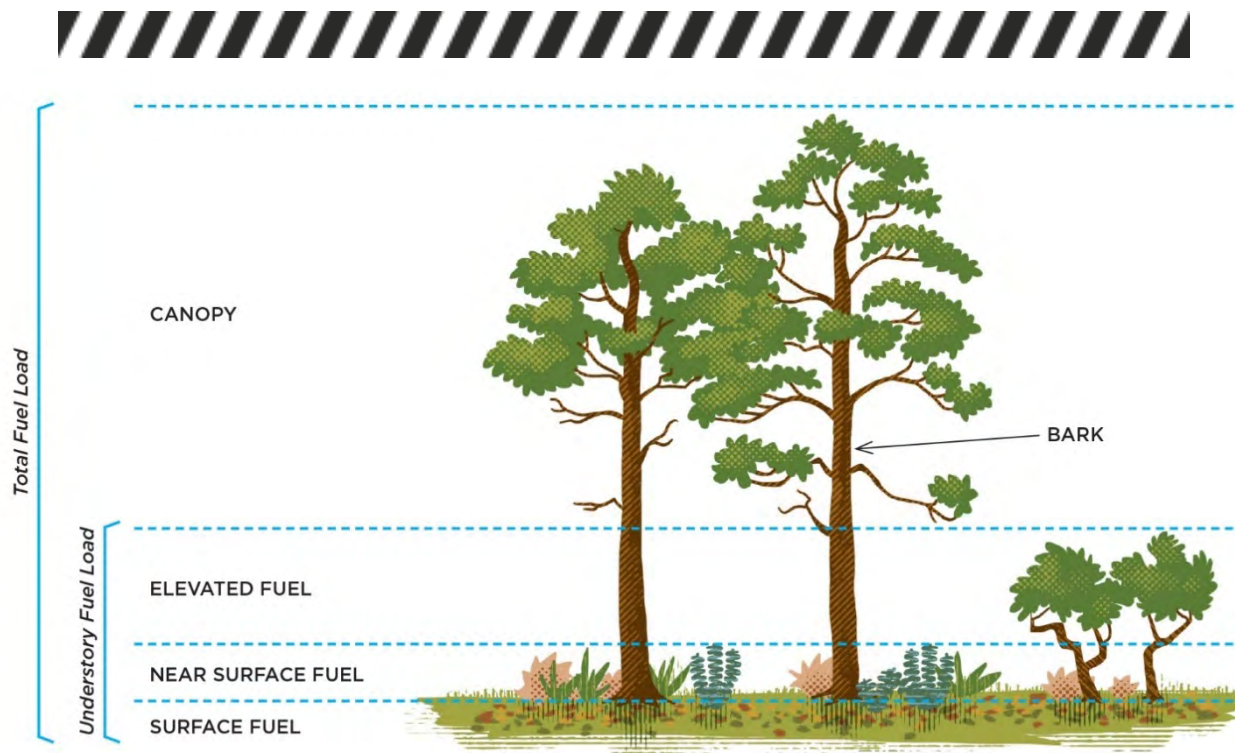 CANOPY
Total Fuel Load
BARK
Understory Fuel Load
ELEVATED FUEL
NEAR SURFACE FUEL
SURFACE FUEL